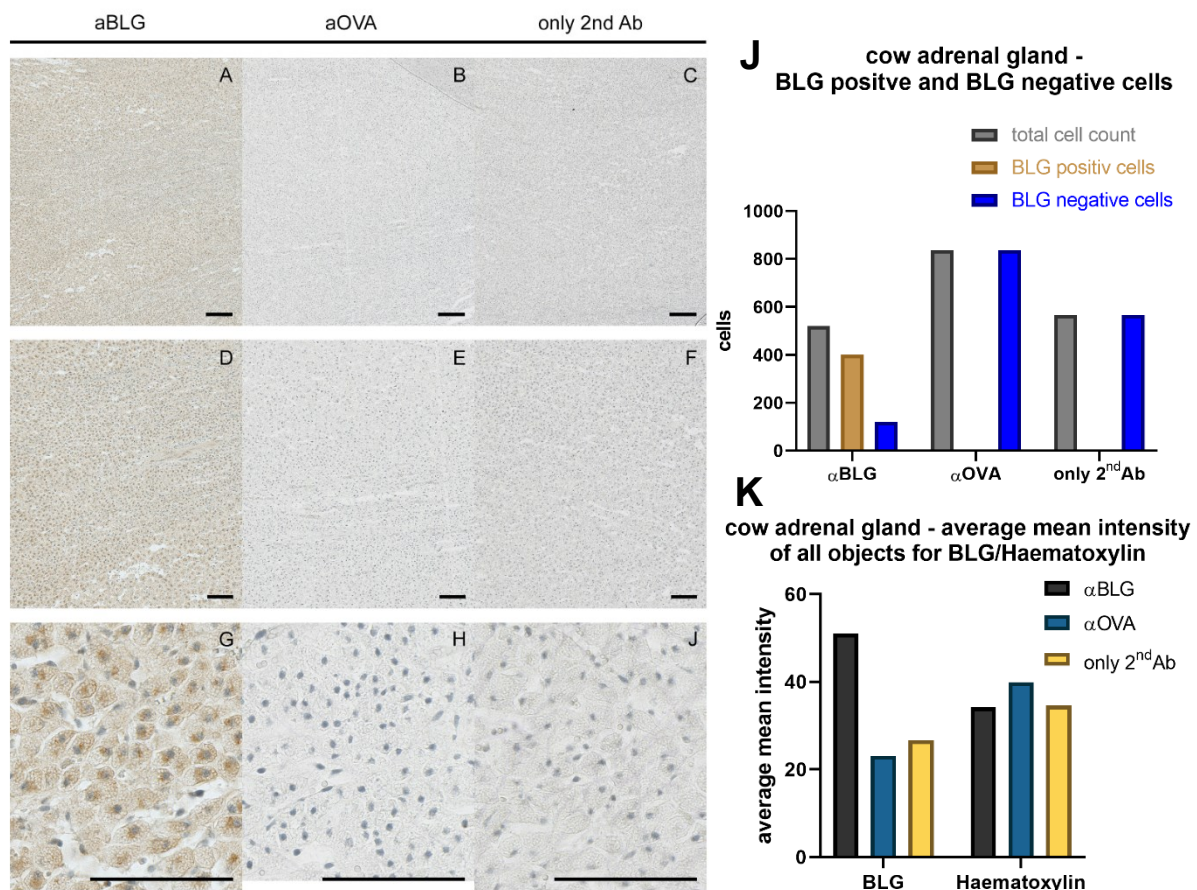 aBLG aOVA only 2nd Ab
A B C
D E F
G H J
J
cow adrenal gland -
BLG positve and BLG negative cells
total cell count
BLG positiv cells
BLG negative cells
1000
800
600
400
200
0
cells
αBLG αOVA only 2ndAb
K
cow adrenal gland - average mean intensity
of all objects for BLG/Haematoxylin
αBLG
αOVA
only 2ndAb
60
40
20
0
average mean intensity
BLG Haematoxylin